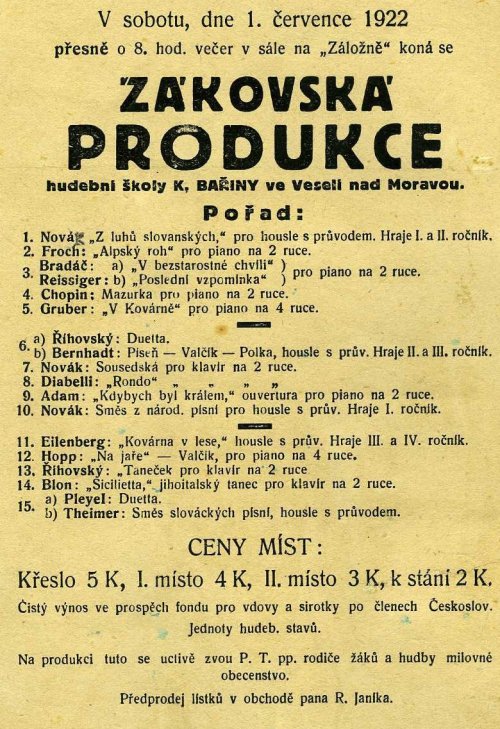 V sobotu, dne 1. července 1922
přesně o 8. hod. večer v sále na „Záložně“ koná se
ŽÁKOVSKÁ
PRODUKCE
hudební školy K. BAŘINY ve Veselí nad Moravou.
Pořad:
1. Novák: „Z luhů slovanských,“ pro housle s průvodem. Hraje I. a II. ročník.
2. Froch: „Alpský roh“ pro piano na 2 ruce.
3. Bradáč: a) „V bezstarostné chvíli“ )
Reissiger: b) „Poslední vzpomínka“ ) pro piano na 2 ruce.
4. Chopin: Mazurka pro piano na 2 ruce.
5. Gruber: „V Kovárně“ pro piano na 4 ruce.
6. a) Říhovský: Duetta.
b) Bernhadt: Píseň — Valčík — Polka, housle s prův. Hraje II. a III. ročník.
7. Novák: Sousedská pro klavír na 2 ruce.
8. Diabelli: „Rondo“ „ „ „ „
9. Adam: „Kdybych byl králem,“ ouvertura pro piano na 2 ruce.
10. Novák: Směs z národ. písní pro housle s prův. Hraje I. ročník.
11. Eilenberg: „Kovárna v lese,“ housle s prův. Hraje III. a IV. ročník.
12. Hopp: „Na jaře“ — Valčík, pro piano na 4 ruce.
13. Říhovský: „Taneček pro klavír na 2 ruce
14. Blon: „Sicilietta,“ jihoitalský tanec pro klavír na 2 ruce.
15. a) Pleyel: Duetta.
b) Theimer: Směs slováckých písní, housle s průvodem.
CENY MÍST:
Křeslo 5 K, I. místo 4 K, II. místo 3 K, k stání 2 K.
Čistý výnos ve prospěch fondu pro vdovy a sirotky po členech Českoslov.
Jednoty hudeb. stavů.
Na produkci tuto se uctivě zvou P. T. pp. rodiče žáků a hudby milovné
obecenstvo.
Předprodej lístků v obchodě pana R. Janíka.